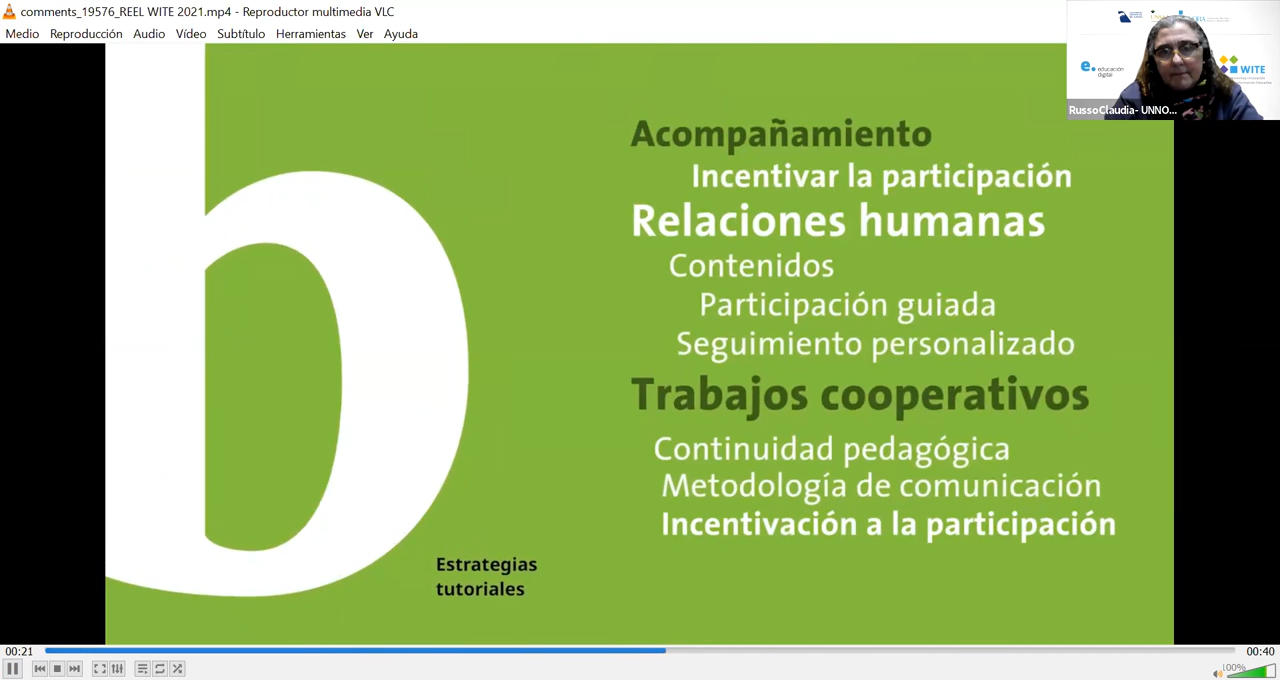 comments_19576_REEL WITE 2021.mp4 - Reproductor multimedia VLC
Medio Reproducción Audio Vídeo Subtítulo Herramientas Ver Ayuda
e. educación
digital
WITE
RussoClaudia- UNNO...
b
Acompañamiento
Incentivar la participación
Relaciones humanas
Contenidos
Participación guiada
Seguimiento personalizado
Trabajos cooperativos
Continuidad pedagógica
Metodología de comunicación
Incentivación a la participación
Estrategias
tutoriales
00:21
00:40
100%